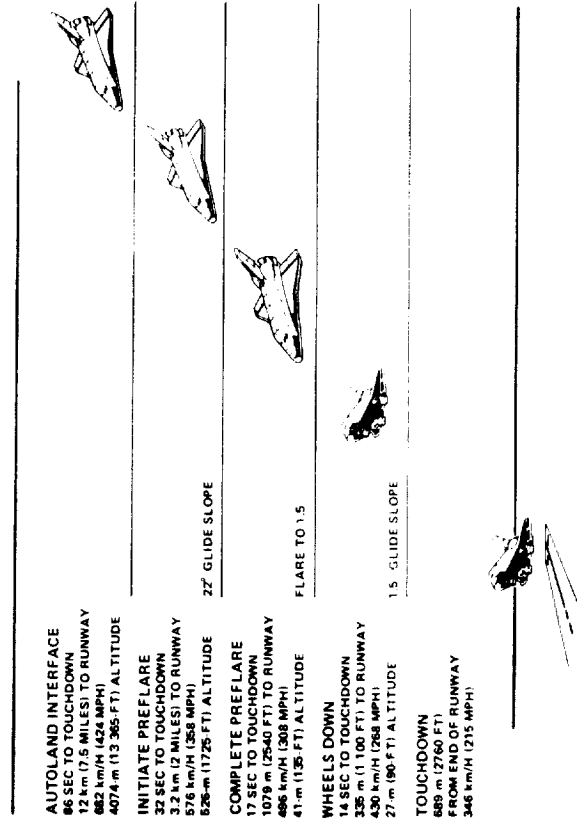 AUTOLAND INTERFACE
86 SEC TO TOUCHDOWN
12 km (7.5 MILES) TO RUNWAY
682 km/H (424 MPH)
4074-m (13 365-FT) ALTITUDE
INITIATE PREFLARE
32 SEC TO TOUCHDOWN
3.2 km (2 MILES) TO RUNWAY
576 km/H (358 MPH)
526-m (1725-FT) ALTITUDE
22° GLIDE SLOPE
COMPLETE PREFLARE
17 SEC TO TOUCHDOWN
1079 m (2540 FT) TO RUNWAY
496 km/H (308 MPH)
41-m (135-FT) ALTITUDE
FLARE TO 1.5
WHEELS DOWN
14 SEC TO TOUCHDOWN
335 m (1 100 FT) TO RUNWAY
430 km/H (268 MPH)
27-m (90-FT) ALTITUDE
1.5 GLIDE SLOPE
TOUCHDOWN
689 m (2760 FT)
FROM END OF RUNWAY
346 km/H (215 MPH)